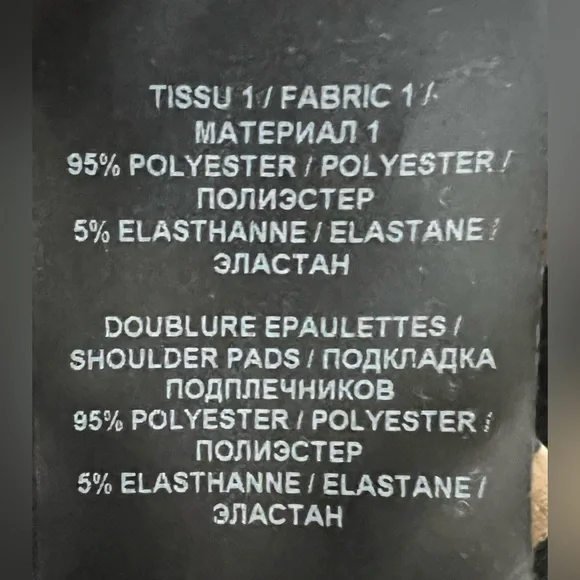 TISSU 1 / FABRIC 1 /
МАТЕРИАЛ 1
95% POLYESTER / POLYESTER /
ПОЛИЭСТЕР
5% ELASTHANNE / ELASTANE /
ЭЛАСТАН
DOUBLURE EPAULETTES /
SHOULDER PADS / ПОДКЛАДКА
ПОДПЛЕЧНИКОВ
95% POLYESTER / POLYESTER /
ПОЛИЭСТЕР
5% ELASTHANNE / ELASTANE /
ЭЛАСТАН